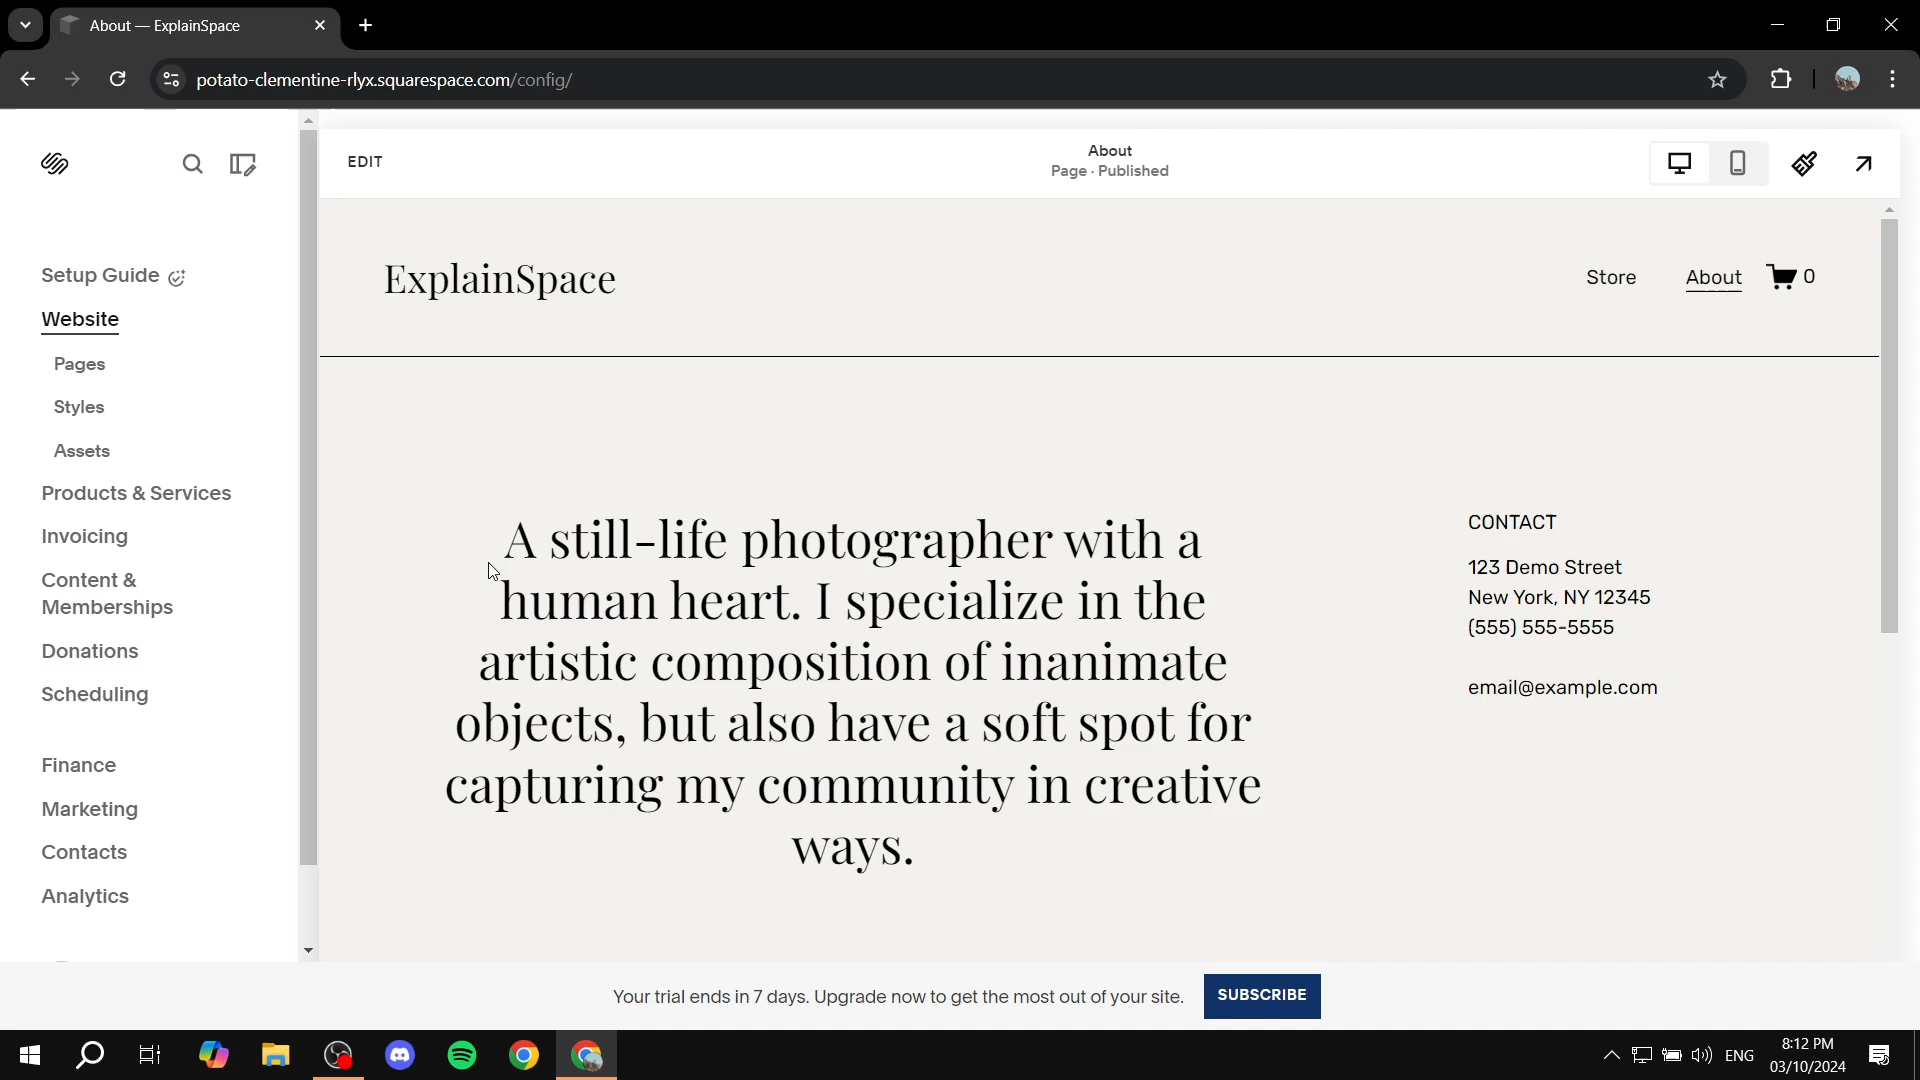 About — ExplainSpace
potato-clementine-rlyx.squarespace.com/config/
EDIT
About
Page · Published
Setup Guide
Website
Pages
Styles
Assets
Products & Services
Invoicing
Content &
Memberships
Donations
Scheduling
Finance
Marketing
Contacts
Analytics
ExplainSpace
Store About 0
A still-life photographer with a
human heart. I specialize in the
artistic composition of inanimate
objects, but also have a soft spot for
capturing my community in creative
ways.
CONTACT
123 Demo Street
New York, NY 12345
(555) 555-5555
email@example.com
Your trial ends in 7 days. Upgrade now to get the most out of your site. SUBSCRIBE
ENG
8:12 PM
03/10/2024